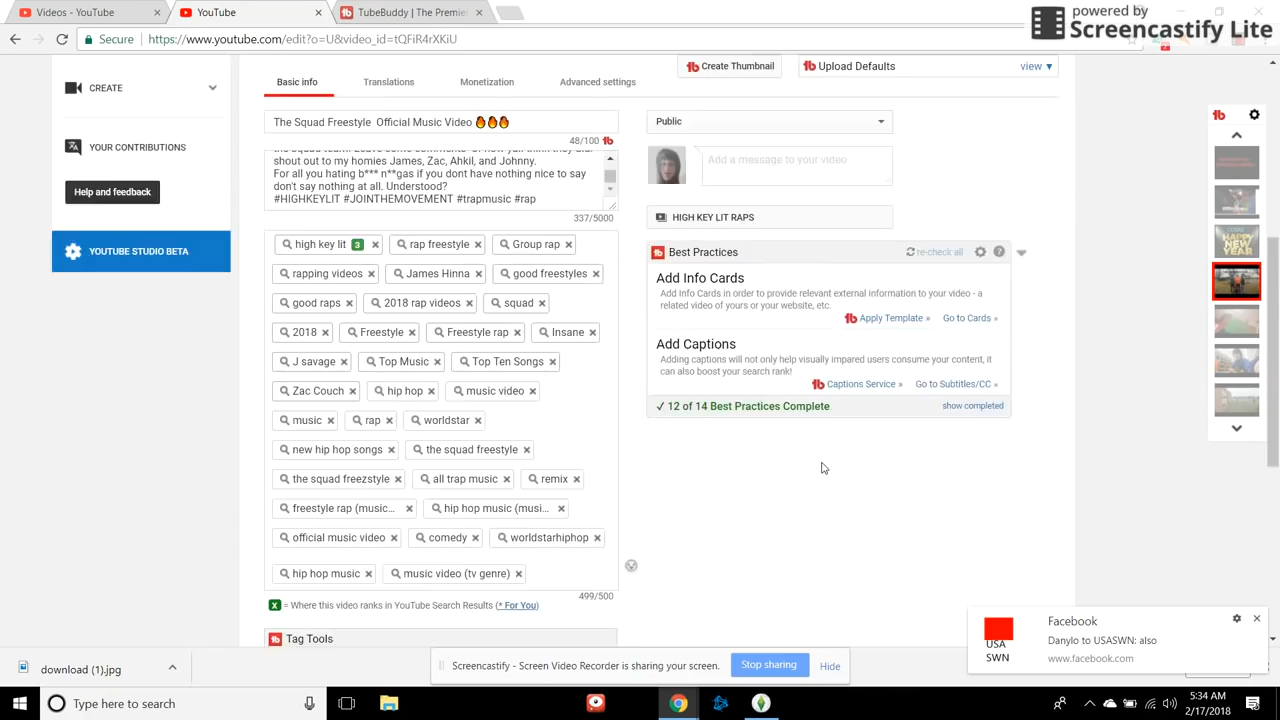 Videos - YouTube
YouTube
TubeBuddy | The Premie
powered by
Screencastify Lite
Secure
CREATE
YOUR CONTRIBUTIONS
Help and feedback
YOUTUBE STUDIO BETA
Basic info
Translations
Monetization
Advanced settings
Create Thumbnail
Upload Defaults
view ▼
The Squad Freestyle Official Music Video 🔥🔥🔥
48/100
shout out to my homies James, Zac, Ahkil, and Johnny.
For all you hating b*** n**gas if you dont have nothing nice to say
don't say nothing at all. Understood?
#HIGHKEYLIT #JOINTHEMOVEMENT #trapmusic #rap
337/5000
Public
Add a message to your video
HIGH KEY LIT RAPS
high key lit 3
rap freestyle
Group rap
rapping videos
James Hinna
good freestyles
good raps
2018 rap videos
squad
2018
Freestyle
Freestyle rap
Insane
J savage
Top Music
Top Ten Songs
Zac Couch
hip hop
music video
music
rap
worldstar
new hip hop songs
the squad freestyle
the squad freezstyle
all trap music
remix
freestyle rap (music...
hip hop music (musi...
official music video
comedy
worldstarhiphop
hip hop music
music video (tv genre)
499/500
X = Where this video ranks in YouTube Search Results (* For You)
Tag Tools
Best Practices
re-check all
Add Info Cards
Add Info Cards in order to provide relevant external information to your video - a
related video of yours or your website, etc.
Apply Template »
Go to Cards »
Add Captions
Adding captions will not only help visually impared users consume your content, it
can also boost your search rank!
Captions Service »
Go to Subtitles/CC »
✓ 12 of 14 Best Practices Complete
show completed
Facebook
Danylo to USASWN: also
www.facebook.com
USA
SWN
download (1).jpg
Screencastify - Screen Video Recorder is sharing your screen.
Stop sharing
Hide
Type here to search
5:34 AM
2/17/2018